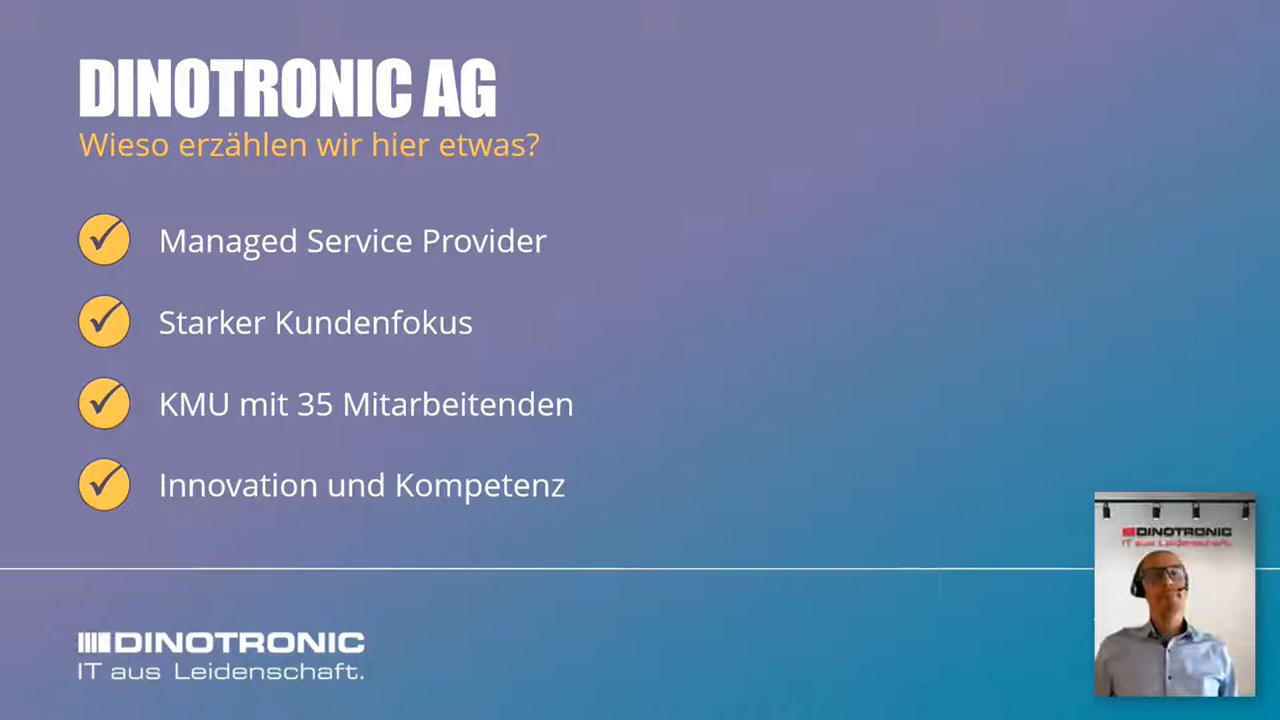 DINOTRONIC AG
Wieso erzählen wir hier etwas?
Managed Service Provider
Starker Kundenfokus
KMU mit 35 Mitarbeitenden
Innovation und Kompetenz
DINOTRONIC
IT aus Leidenschaft.
DINOTRONIC
IT aus Leidenschaft.